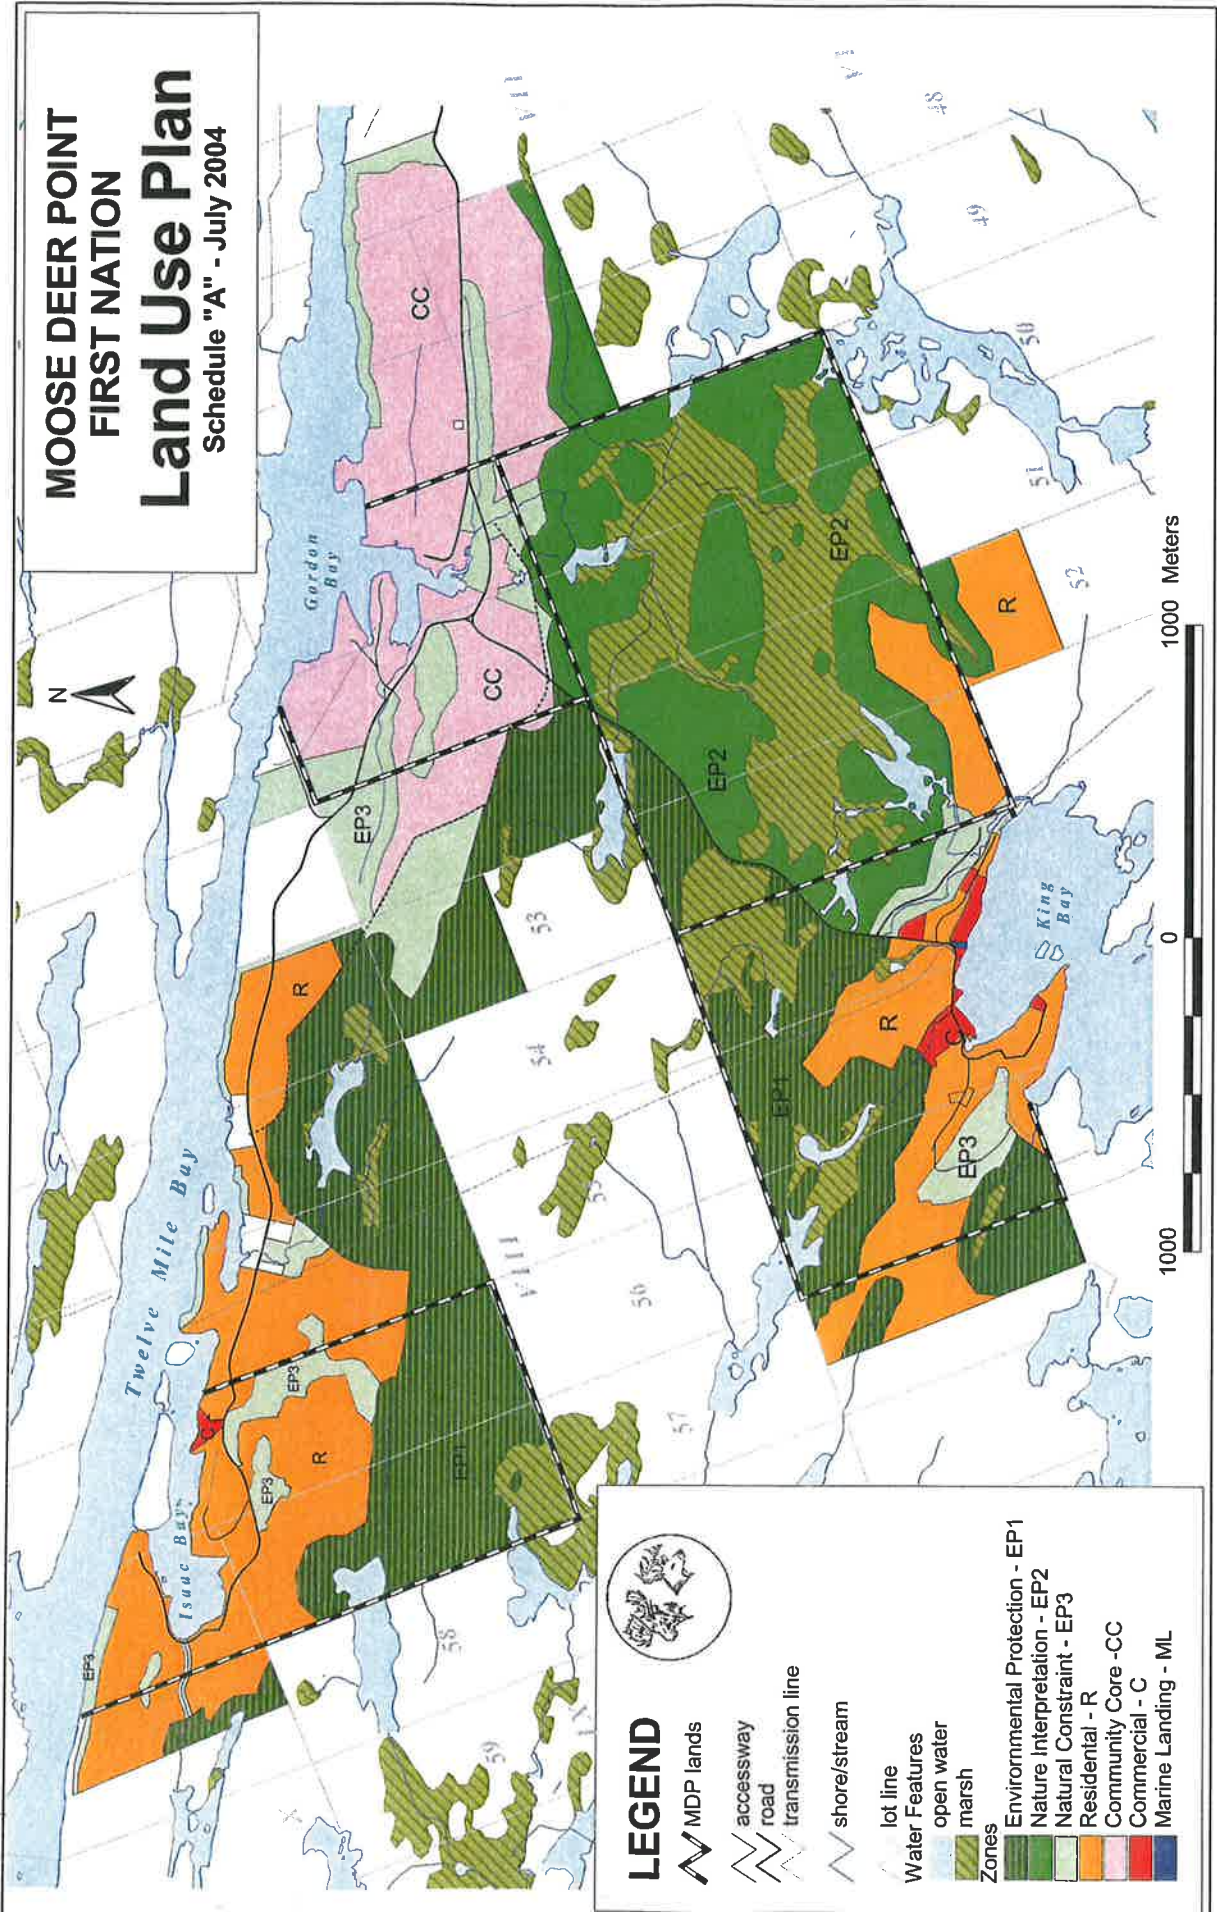 MOOSE DEER POINT
FIRST NATION
Land Use Plan
Schedule "A" - July 2004
N
Gordon
Bay
Twelve Mile Bay
Isaac Bay
King
Bay
CC
CC
EP3
R
EP3
EP3
EP3
R
C
EP1
EP2
EP2
R
R
C
EP1
EP3
VII
VIII
48
49
50
51
52
53
54
55
56
57
58
59
1000
0
1000 Meters
LEGEND
MDP lands
accessway
road
transmission line
shore/stream
lot line
Water Features
open water
marsh
Zones
Environmental Protection - EP1
Nature Interpretation - EP2
Natural Constraint - EP3
Residental - R
Community Core -CC
Commercial - C
Marine Landing - ML